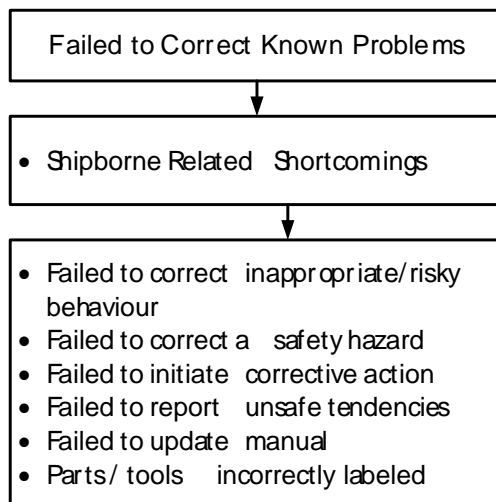 Failed to Correct Known Problems
• Shipborne Related Shortcomings
• Failed to correct inappropriate/risky
behaviour
• Failed to correct a safety hazard
• Failed to initiate corrective action
• Failed to report unsafe tendencies
• Failed to update manual
• Parts/ tools incorrectly labeled